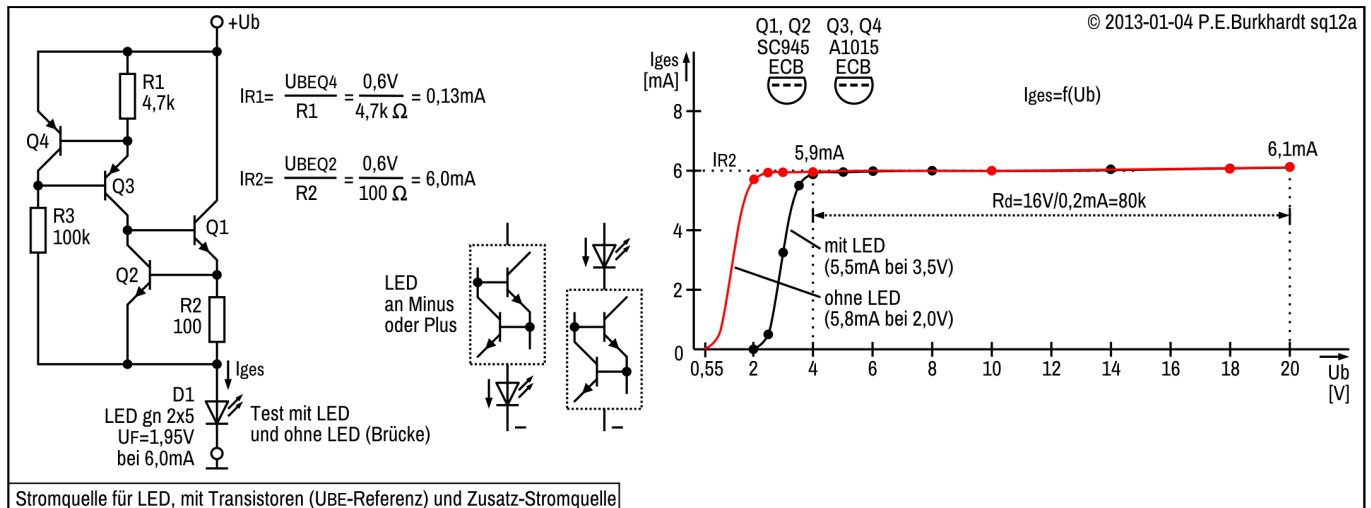 +Ub
R1
4,7k
Q4
Q3
R3
100k
Q1
Q2
R2
100
Iges
D1
LED gn 2x5
UF=1,95V
bei 6,0mA
Test mit LED
und ohne LED (Brücke)
IR1= UBEQ4 / R1 = 0,6V / 4,7k Ω = 0,13mA
IR2= UBEQ2 / R2 = 0,6V / 100 Ω = 6,0mA
LED
an Minus
oder Plus
–
–
© 2013-01-04 P.E.Burkhardt sq12a
Q1, Q2
SC945
ECB
Q3, Q4
A1015
ECB
Iges
[mA]
Iges=f(Ub)
8
6
4
2
0
IR2
5,9mA
6,1mA
Rd=16V/0,2mA=80k
mit LED
(5,5mA bei 3,5V)
ohne LED
(5,8mA bei 2,0V)
0,55 2 4 6 8 10 12 14 16 18 20
Ub
[V]
Stromquelle für LED, mit Transistoren (UBE-Referenz) und Zusatz-Stromquelle